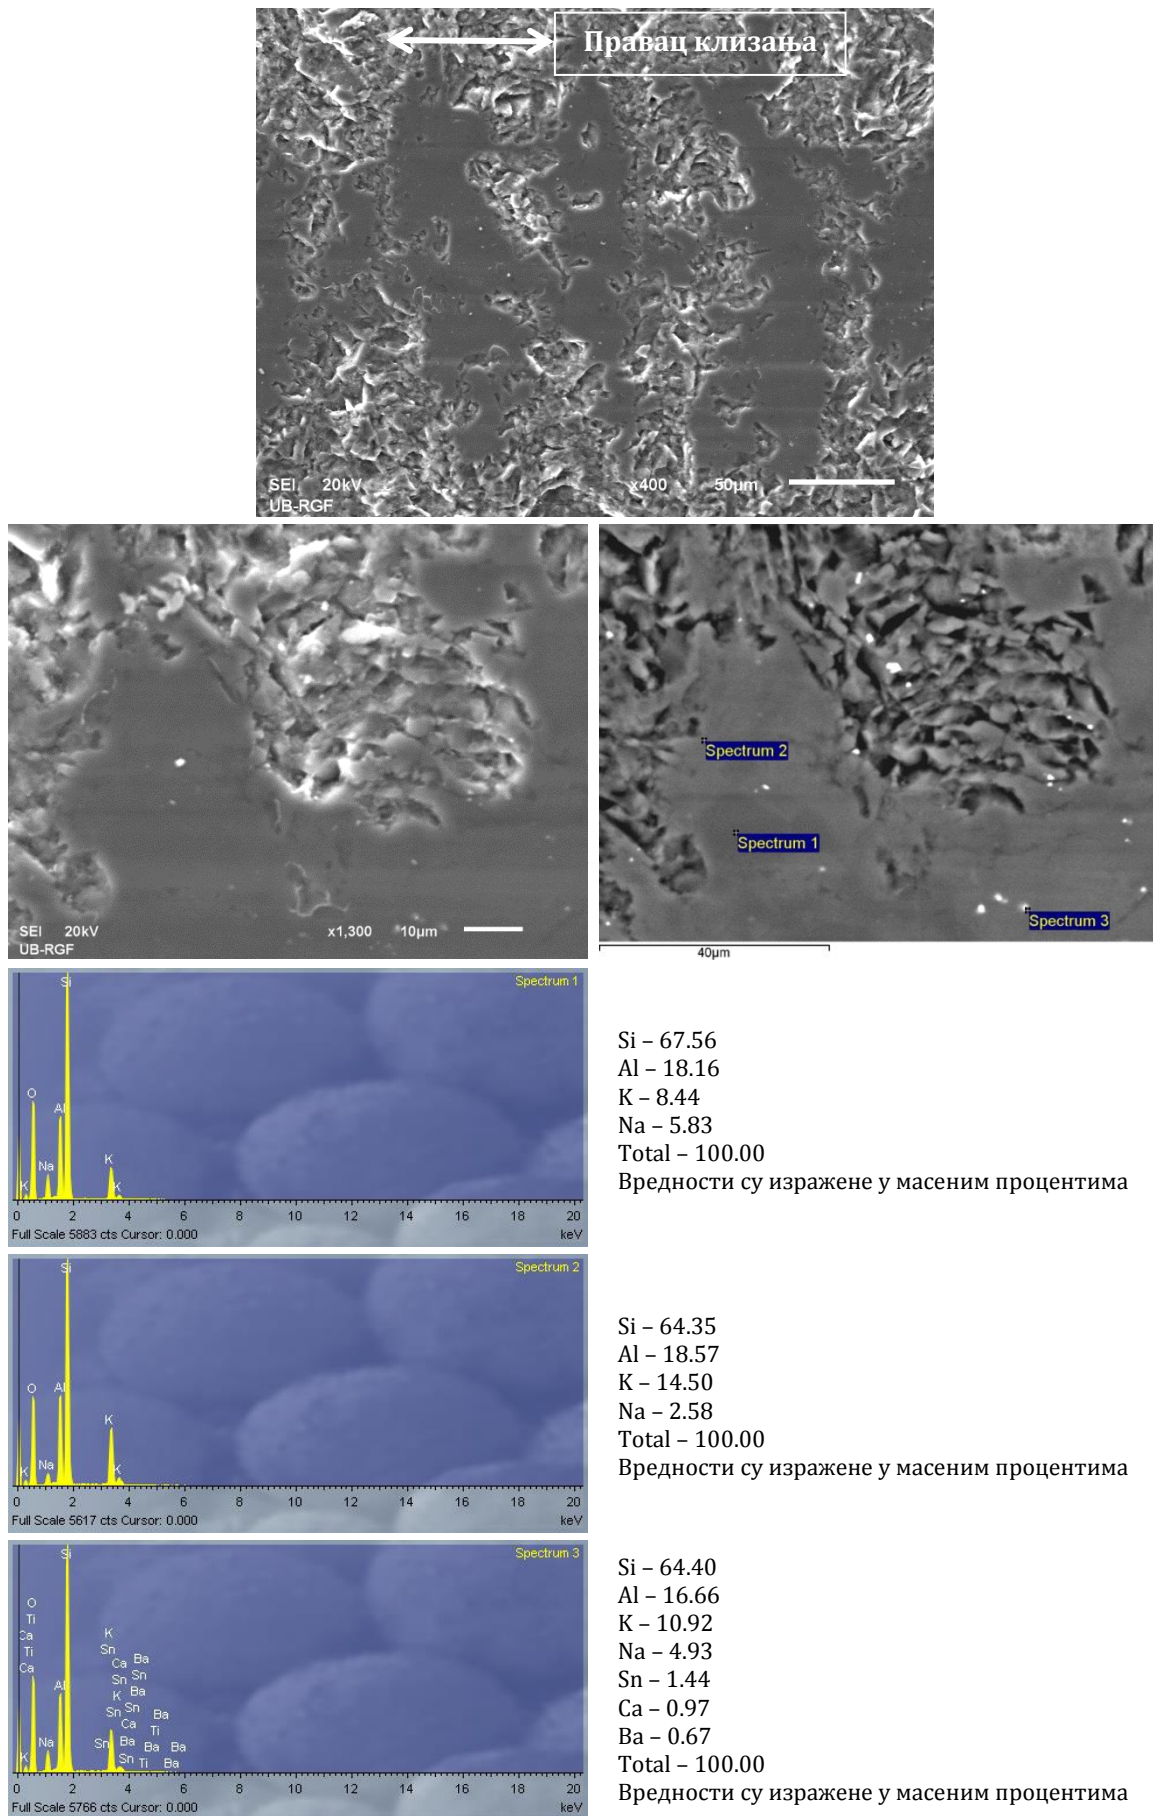 Правац клизања
SEI 20kV x400 50µm
UB-RGF
SEI 20kV x1,300 10µm
UB-RGF
Spectrum 2
Spectrum 1
Spectrum 3
40µm
Spectrum 1
Si
O
Al
Na
K
K
K
0 2 4 6 8 10 12 14 16 18 20
Full Scale 5883 cts Cursor: 0.000 keV
Si – 67.56
Al – 18.16
K – 8.44
Na – 5.83
Total – 100.00
Вредности су изражене у масеним процентима
Spectrum 2
Si
O
Al
K
Na
K
K
0 2 4 6 8 10 12 14 16 18 20
Full Scale 5617 cts Cursor: 0.000 keV
Si – 64.35
Al – 18.57
K – 14.50
Na – 2.58
Total – 100.00
Вредности су изражене у масеним процентима
Spectrum 3
Si
O
Ti
Ca K
Ti Sn
Ca Ca Ba
Sn Sn
Al K Ba
Sn Sn Ba
Ca Ti
Na Sn Ba Ba Ba
K Sn Ti Ba
0 2 4 6 8 10 12 14 16 18 20
Full Scale 5766 cts Cursor: 0.000 keV
Si – 64.40
Al – 16.66
K – 10.92
Na – 4.93
Sn – 1.44
Ca – 0.97
Ba – 0.67
Total – 100.00
Вредности су изражене у масеним процентима